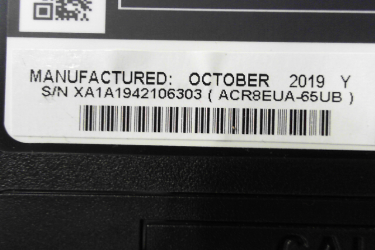 MANUFACTURED: OCTOBER 2019 Y
S/N XA1A1942106303 ( ACR8EUA-65UB )